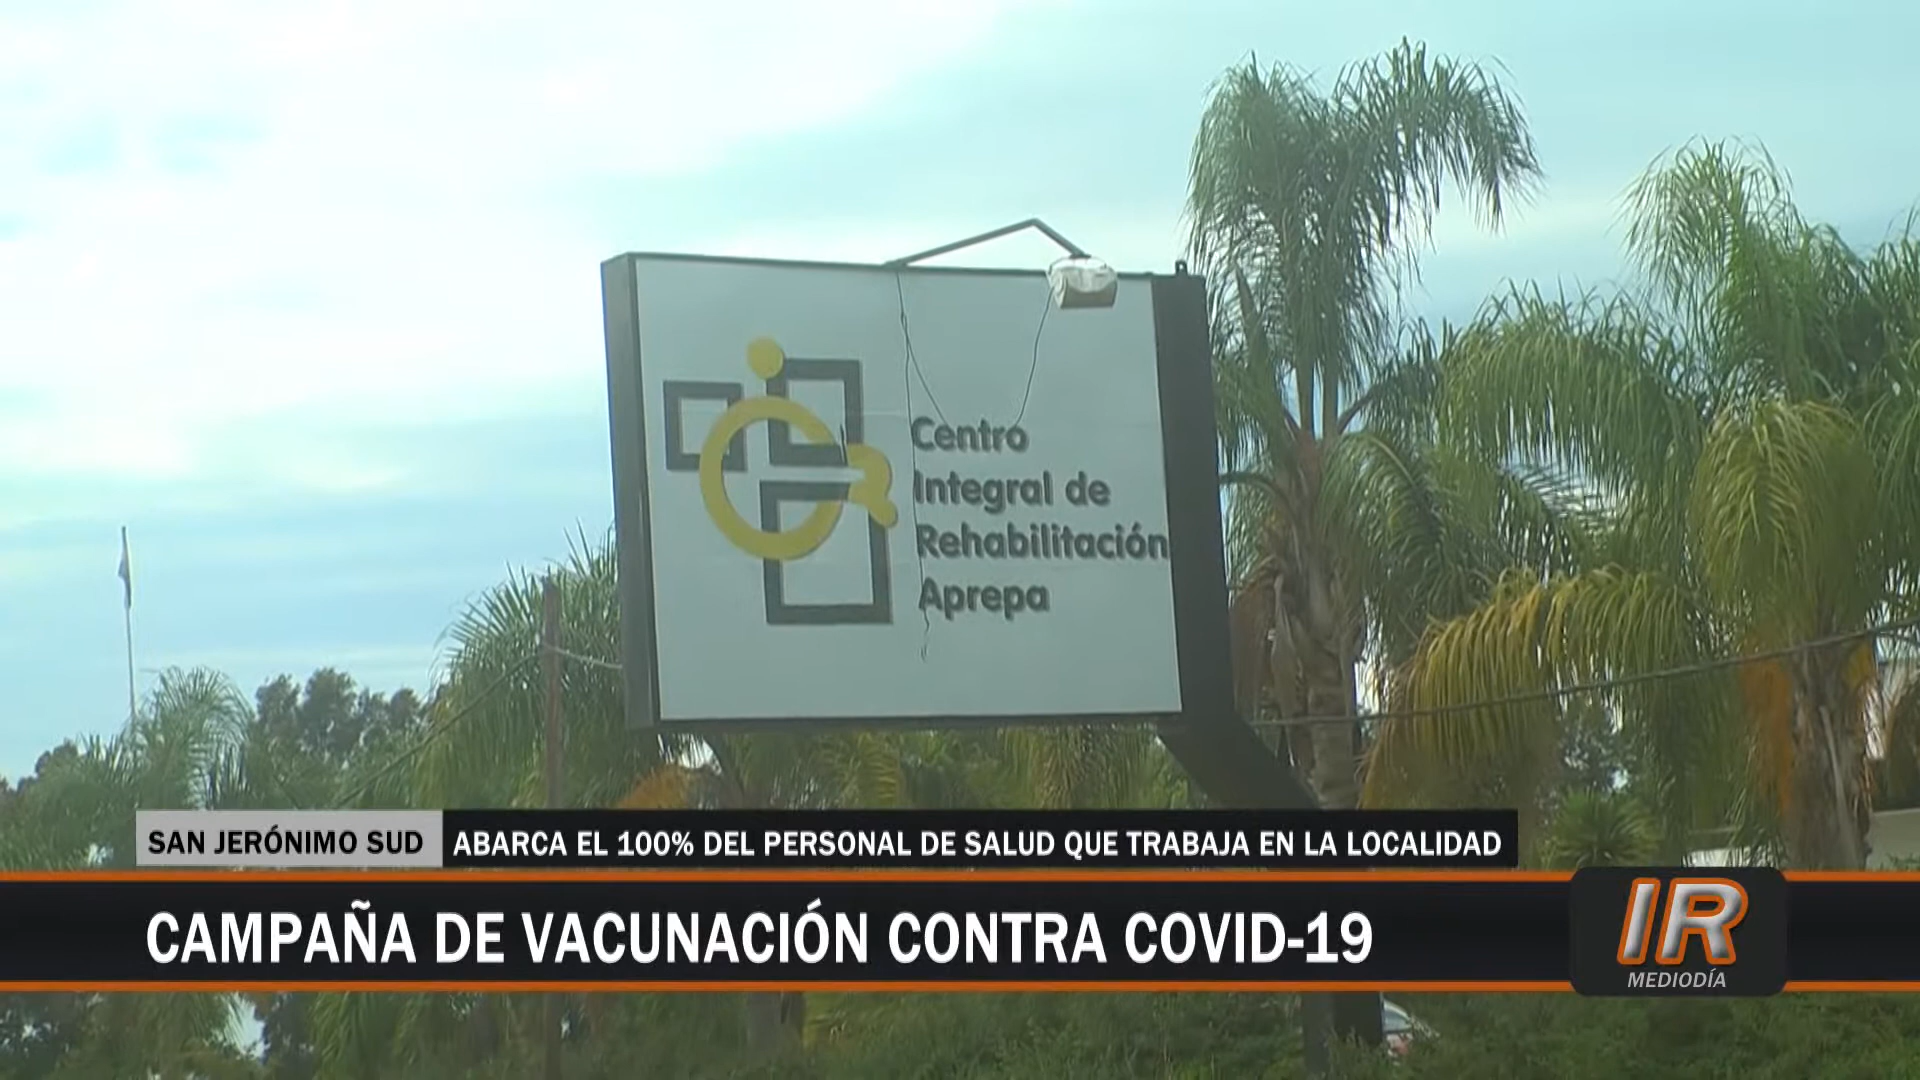 Centro
Integral de
Rehabilitación
Aprepa
SAN JERÓNIMO SUD
ABARCA EL 100% DEL PERSONAL DE SALUD QUE TRABAJA EN LA LOCALIDAD
CAMPAÑA DE VACUNACIÓN CONTRA COVID-19
IR
MEDIODÍA